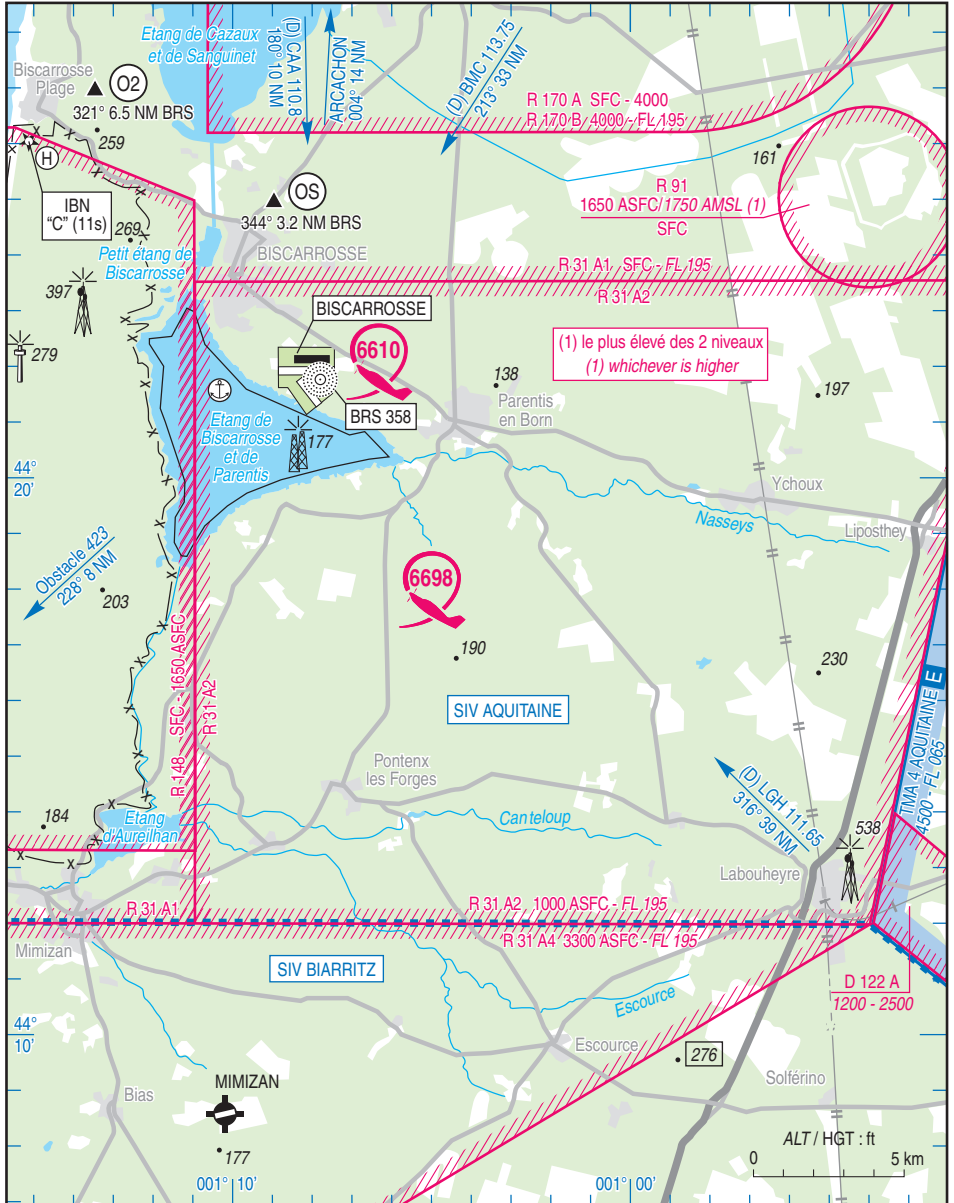 Etang de Cazaux
et de Sanguinet
(D) CAA 110.8
180° 10 NM
ARCACHON
004° 14 NM
(D) BMC 113.75
213° 33 NM
Biscarrosse
Plage
O2
321° 6.5 NM BRS
259
R 170 A SFC - 4000
R 170 B 4000 - FL 195
161
H
IBN
"C" (11s)
269
OS
344° 3.2 NM BRS
R 91
1650 ASFC/1750 AMSL (1)
SFC
Petit étang de
Biscarrosse
BISCARROSSE
R 31 A1 SFC - FL 195
R 31 A2
397
279
BISCARROSSE
6610
(1) le plus élevé des 2 niveaux
(1) whichever is higher
138
Parentis
en Born
197
BRS 358
Etang de
Biscarrosse
et de
Parentis
177
44°
20'
Ychoux
Nasseys
Liposthey
Obstacle 423
228° 8 NM
203
6698
190
230
R 148 SFC - 1650 ASFC
R 31 A2
SIV AQUITAINE
TMA 4 AQUITAINE E
4500 - FL 065
Pontenx
les Forges
(D) LGH 111.65
316° 39 NM
184
Etang
d'Aureilhan
Canteloup
538
Labouheyre
R 31 A1
R 31 A2 1000 ASFC - FL 195
R 31 A4 3300 ASFC - FL 195
Mimizan
SIV BIARRITZ
D 122 A
1200 - 2500
Escource
44°
10'
Escource
276
Solférino
Bias
MIMIZAN
177
ALT / HGT : ft
0 5 km
001° 10'
001° 00'